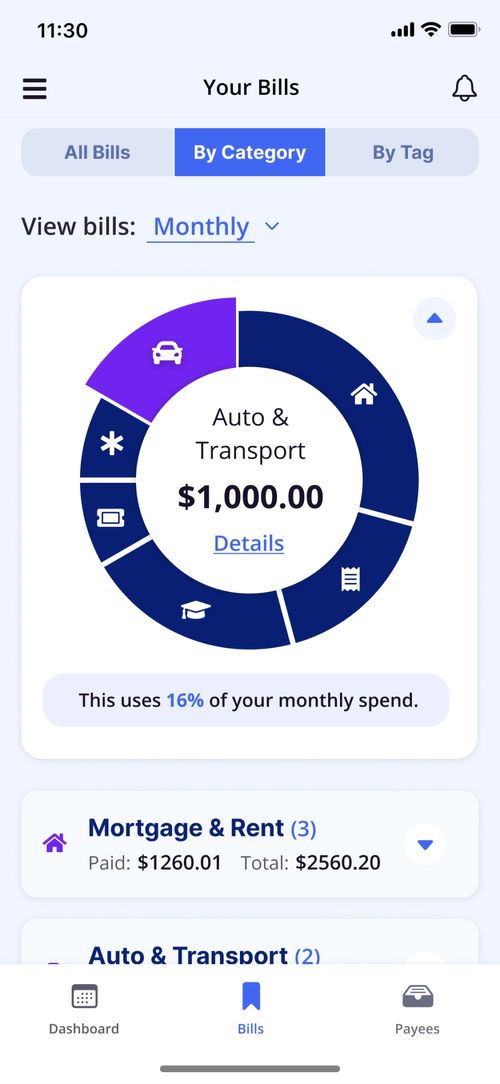 11:30
Your Bills
All Bills
By Category
By Tag
View bills: Monthly
Auto &
Transport
$1,000.00
Details
This uses 16% of your monthly spend.
Mortgage & Rent (3)
Paid: $1260.01 Total: $2560.20
Auto & Transport (2)
Dashboard
Bills
Payees